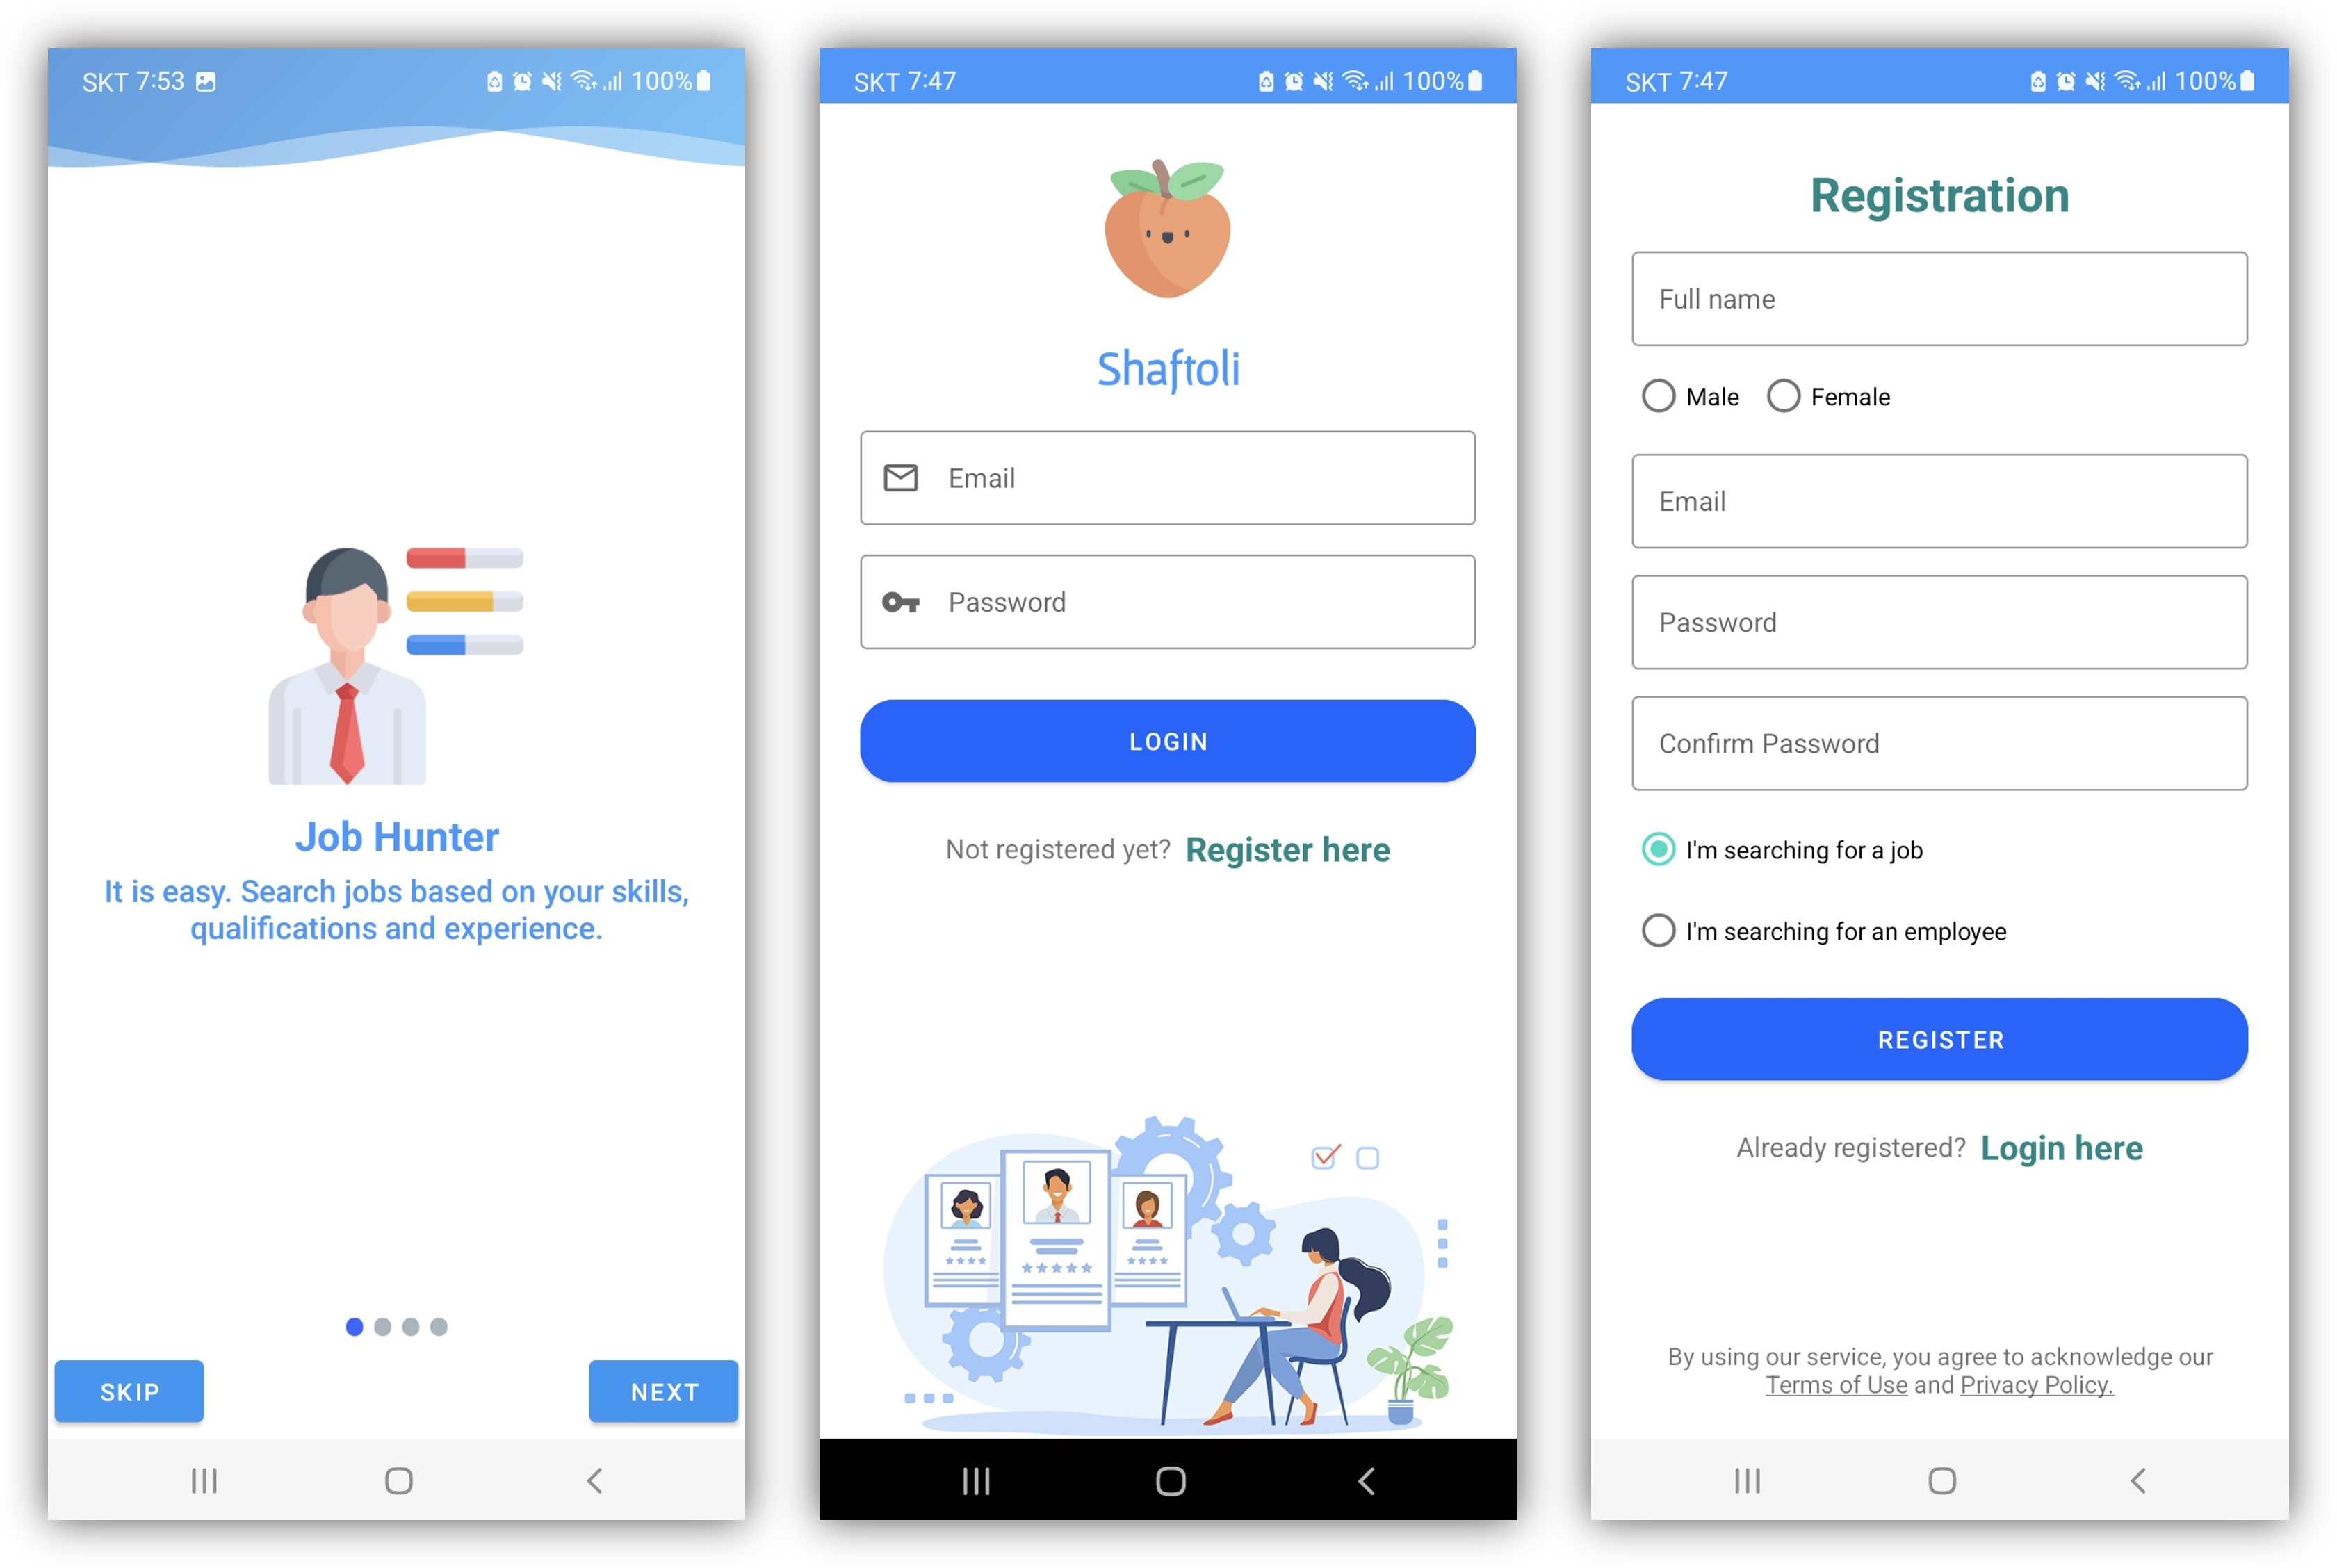 SKT 7:53
100%
Job Hunter
It is easy. Search jobs based on your skills,
qualifications and experience.
SKIP
NEXT
SKT 7:47
100%
Shaftoli
Email
Password
LOGIN
Not registered yet? Register here
SKT 7:47
100%
Registration
Full name
Male
Female
Email
Password
Confirm Password
I'm searching for a job
I'm searching for an employee
REGISTER
Already registered? Login here
By using our service, you agree to acknowledge our
Terms of Use and Privacy Policy.